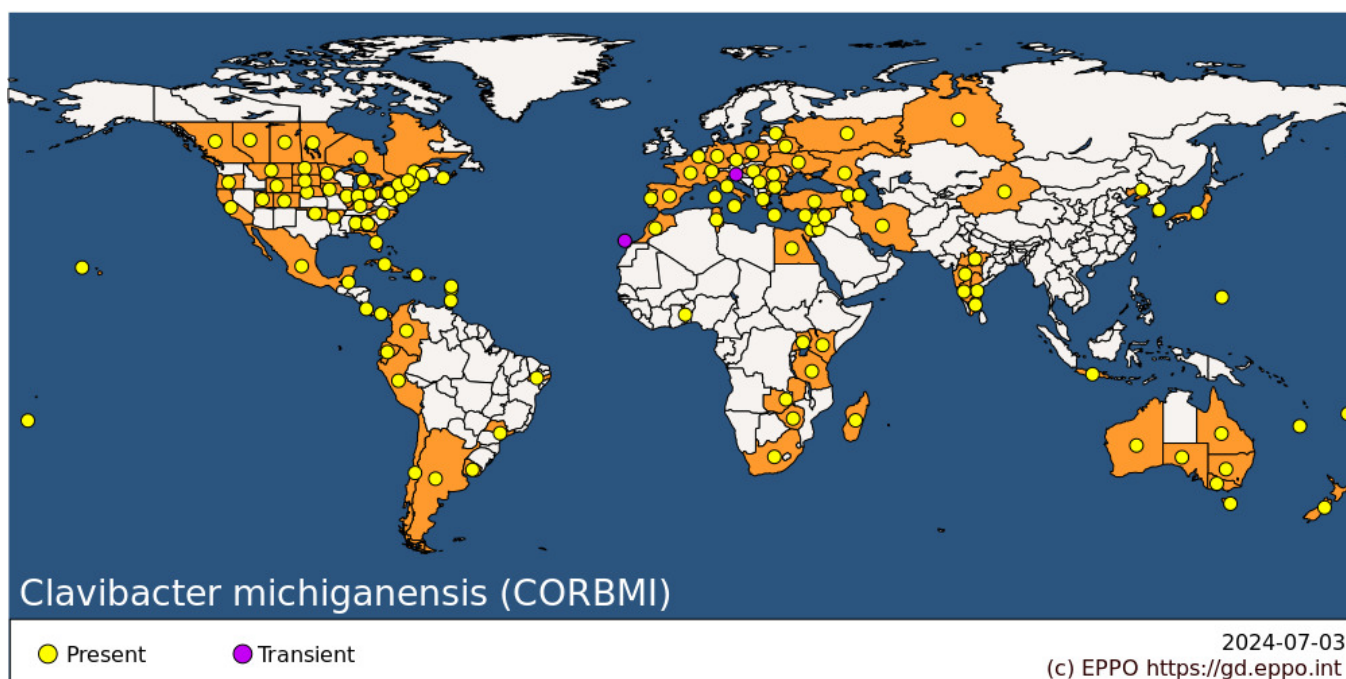 Clavibacter michiganensis (CORBMI)
Present
Transient
2024-07-03
(c) EPPO https://gd.eppo.int